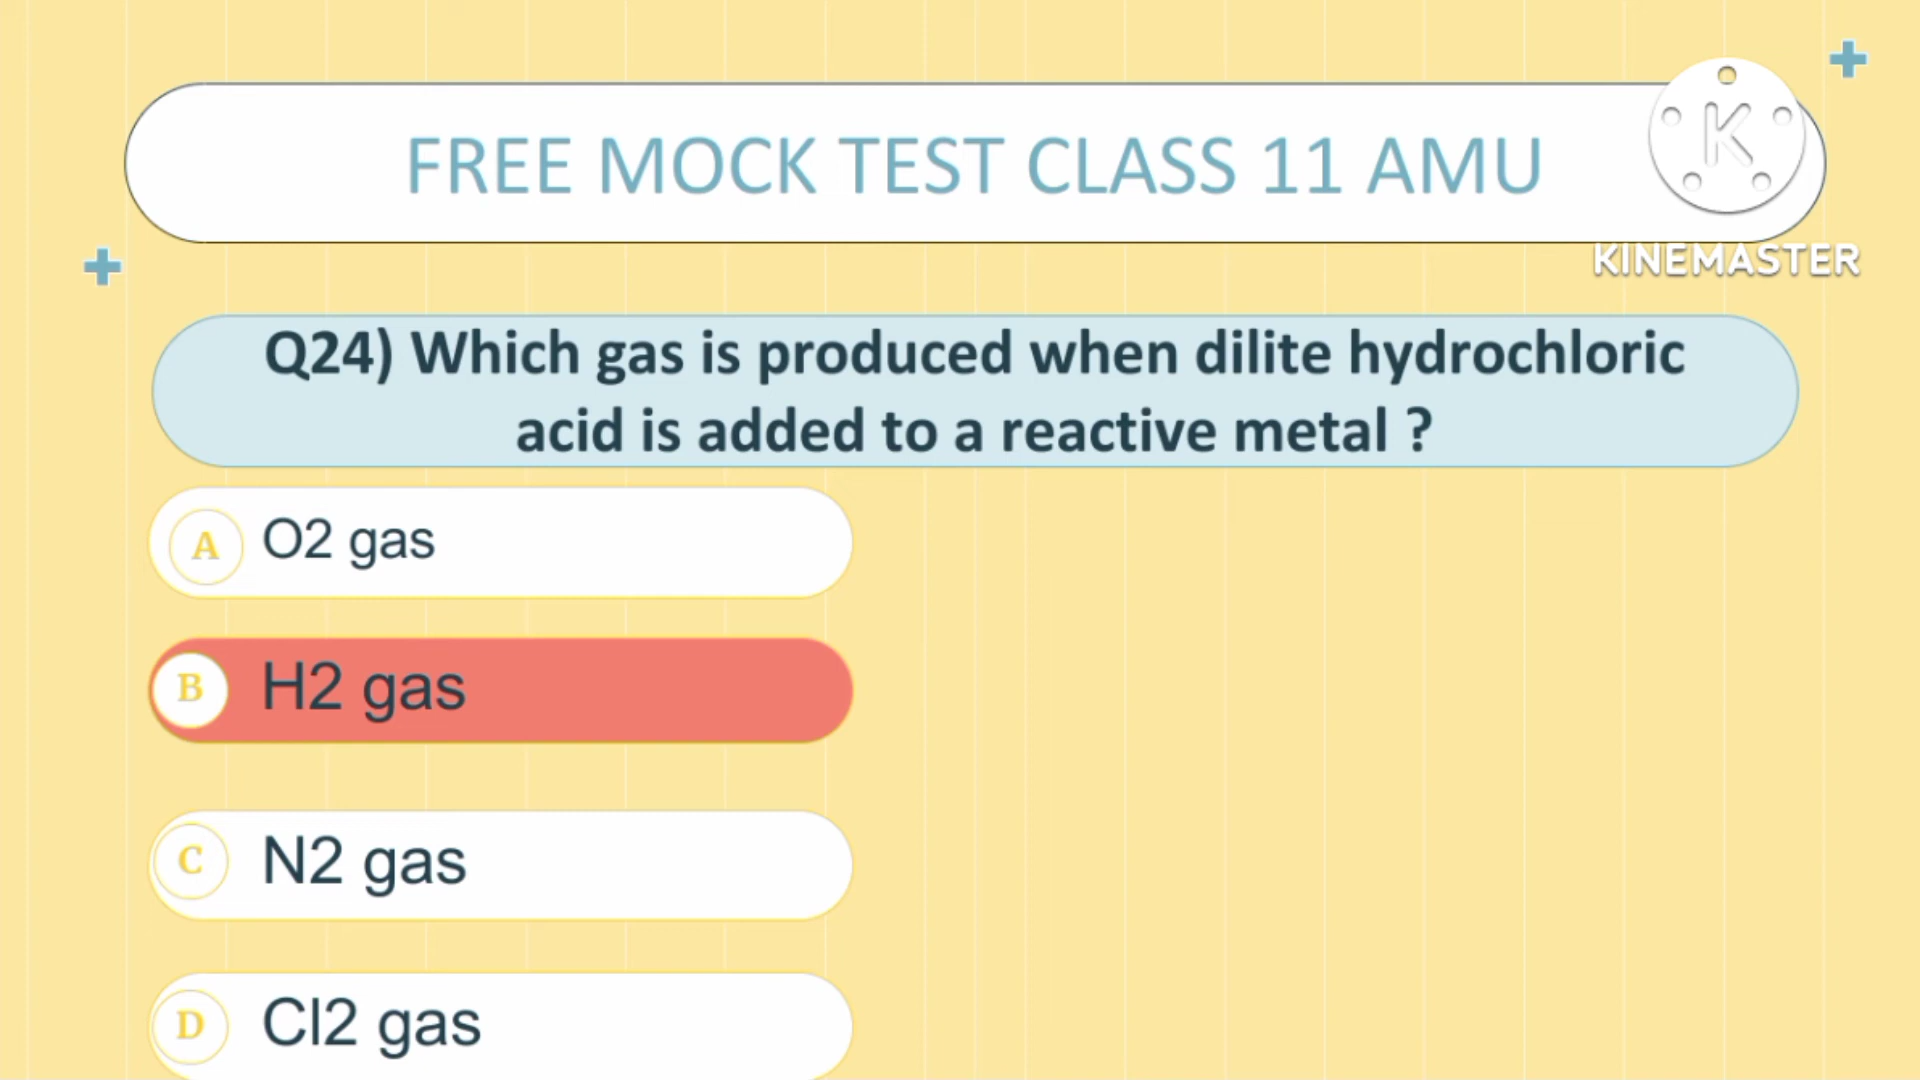 FREE MOCK TEST CLASS 11 AMU
K
KINEMASTER
Q24) Which gas is produced when dilite hydrochloric
acid is added to a reactive metal ?
A O2 gas
B H2 gas
C N2 gas
D Cl2 gas